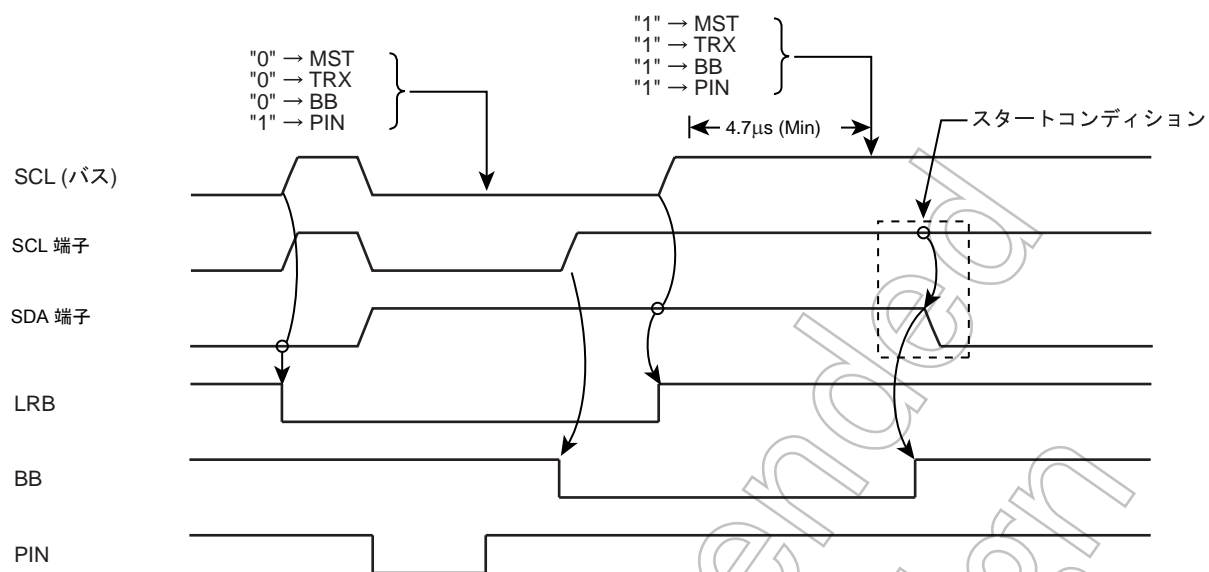 "0" → MST
"0" → TRX
"0" → BB
"1" → PIN
"1" → MST
"1" → TRX
"1" → BB
"1" → PIN
4.7μs (Min)
スタートコンディション
SCL (バス)
SCL 端子
SDA 端子
LRB
BB
PIN
ended